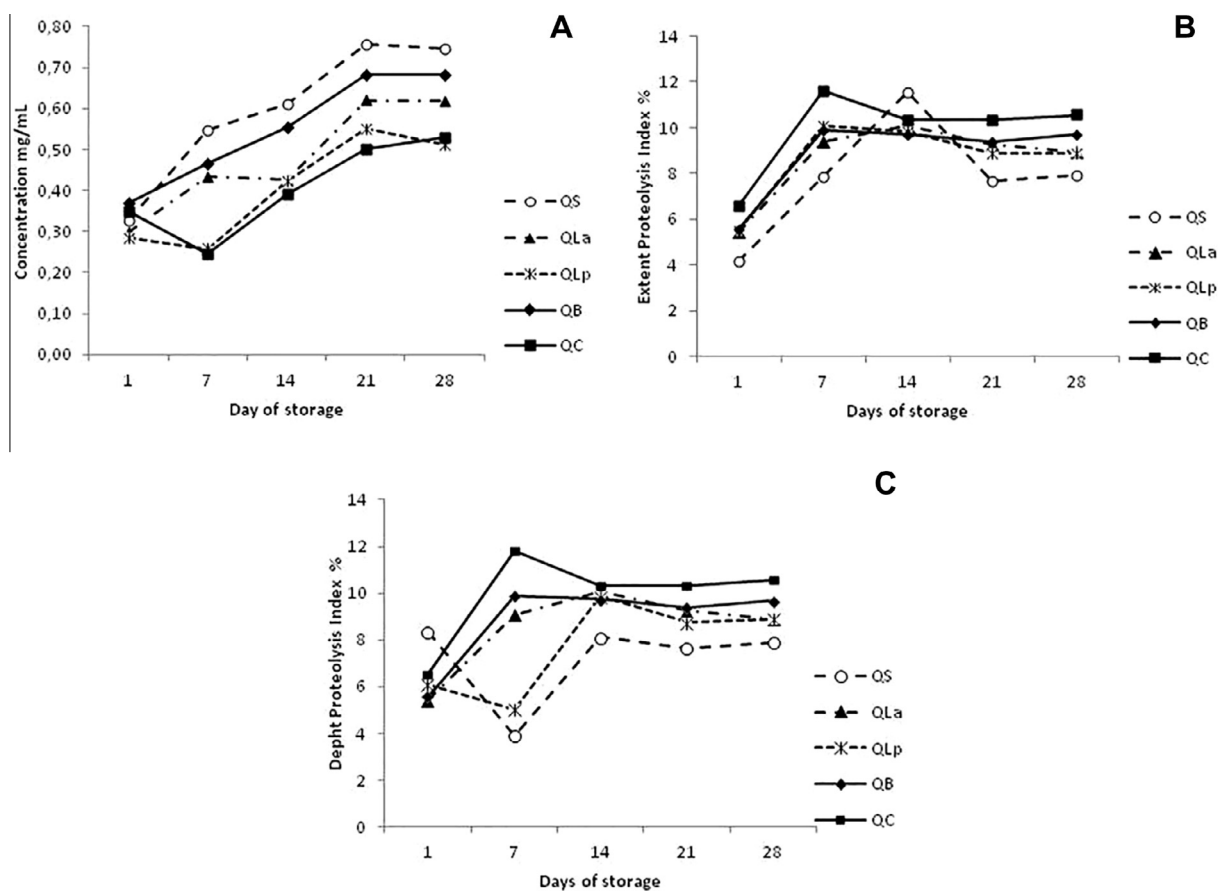 A
0,80
0,70
0,60
0,50
0,40
0,30
0,20
0,10
0,00
Concentration mg/mL
1 7 14 21 28
Day of storage
QS
QLa
QLp
QB
QC
B
14
12
10
8
6
4
2
0
Extent Proteolysis Index %
1 7 14 21 28
Days of storage
QS
QLa
QLp
QB
QC
C
14
12
10
8
6
4
2
0
Depht Proteolysis Index %
1 7 14 21 28
Days of storage
QS
QLa
QLp
QB
QC